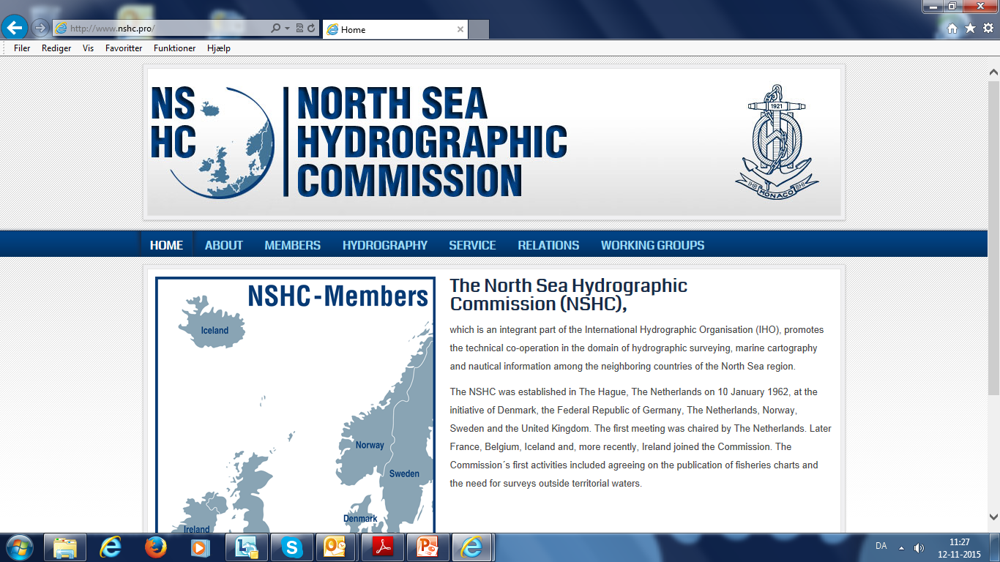 http://www.nshc.pro/
Home
Filer Rediger Vis Favoritter Funktioner Hjælp
NS
HC
NORTH SEA
HYDROGRAPHIC
COMMISSION
1921
IHB MONACO BHI
HOME ABOUT MEMBERS HYDROGRAPHY SERVICE RELATIONS WORKING GROUPS
NSHC-Members
Iceland
Norway
Sweden
Denmark
Ireland
The North Sea Hydrographic
Commission (NSHC),
which is an integrant part of the International Hydrographic Organisation (IHO), promotes
the technical co-operation in the domain of hydrographic surveying, marine cartography
and nautical information among the neighboring countries of the North Sea region.
The NSHC was established in The Hague, The Netherlands on 10 January 1962, at the
initiative of Denmark, the Federal Republic of Germany, The Netherlands, Norway,
Sweden and the United Kingdom. The first meeting was chaired by The Netherlands. Later
France, Belgium, Iceland and, more recently, Ireland joined the Commission. The
Commission´s first activities included agreeing on the publication of fisheries charts and
the need for surveys outside territorial waters.
DA
11:27
12-11-2015